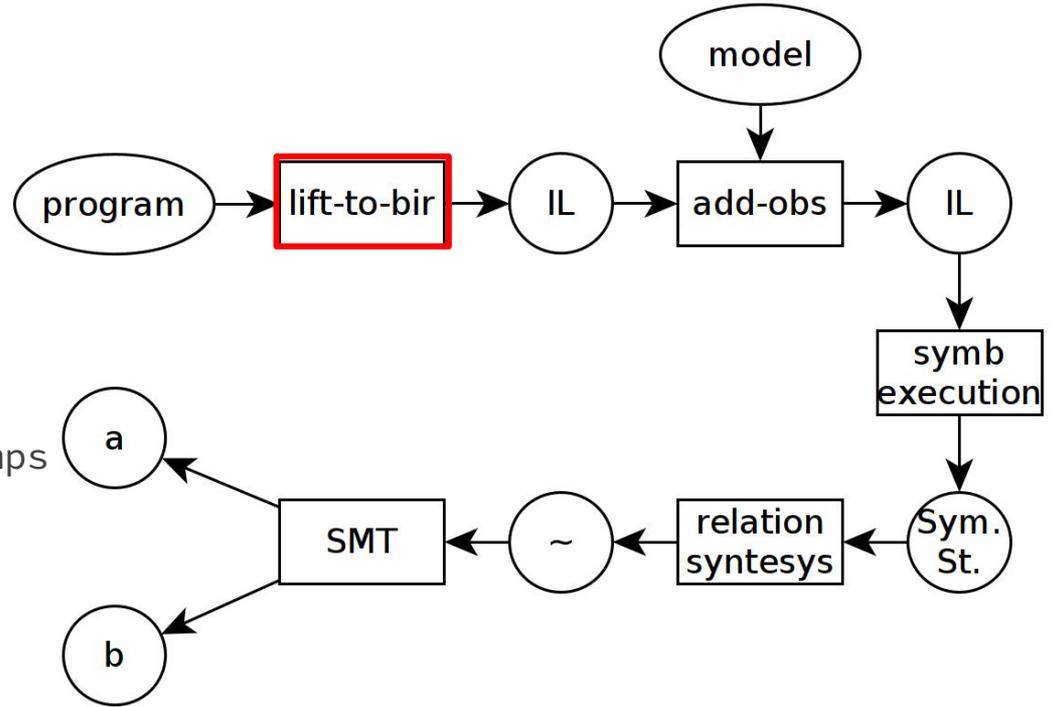 model
program
lift-to-bir
IL
add-obs
IL
symb
execution
a
SMT
~
relation
syntesys
Sym.
St.
b